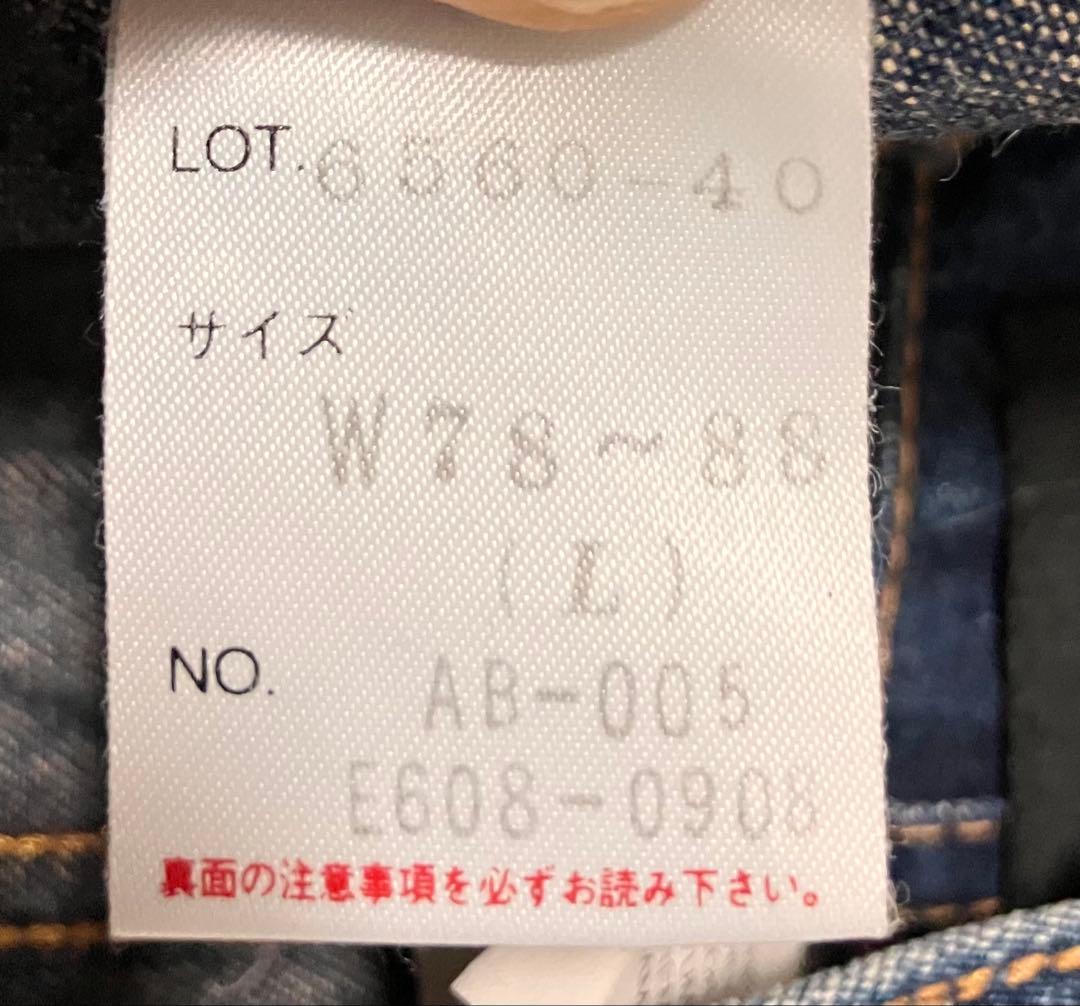 LOT. 6560-40
サイズ
W78~88
(L)
NO. AB-005
E608-0908
裏面の注意事項を必ずお読み下さい。